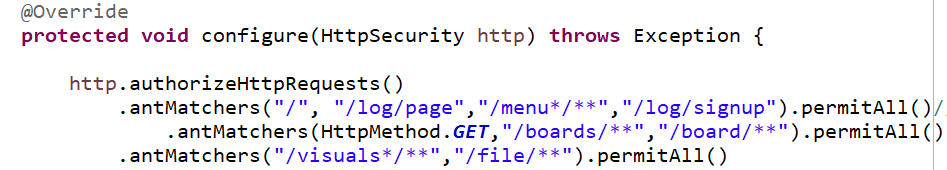 @Override
protected void configure(HttpSecurity http) throws Exception {
http.authorizeHttpRequests()
.antMatchers("/", "/log/page","/menu*/**","/log/signup").permitAll()/
.antMatchers(HttpMethod.GET,"/boards/**","/board/**").permitAll()
.antMatchers("/visuals*/**","/file/**").permitAll()